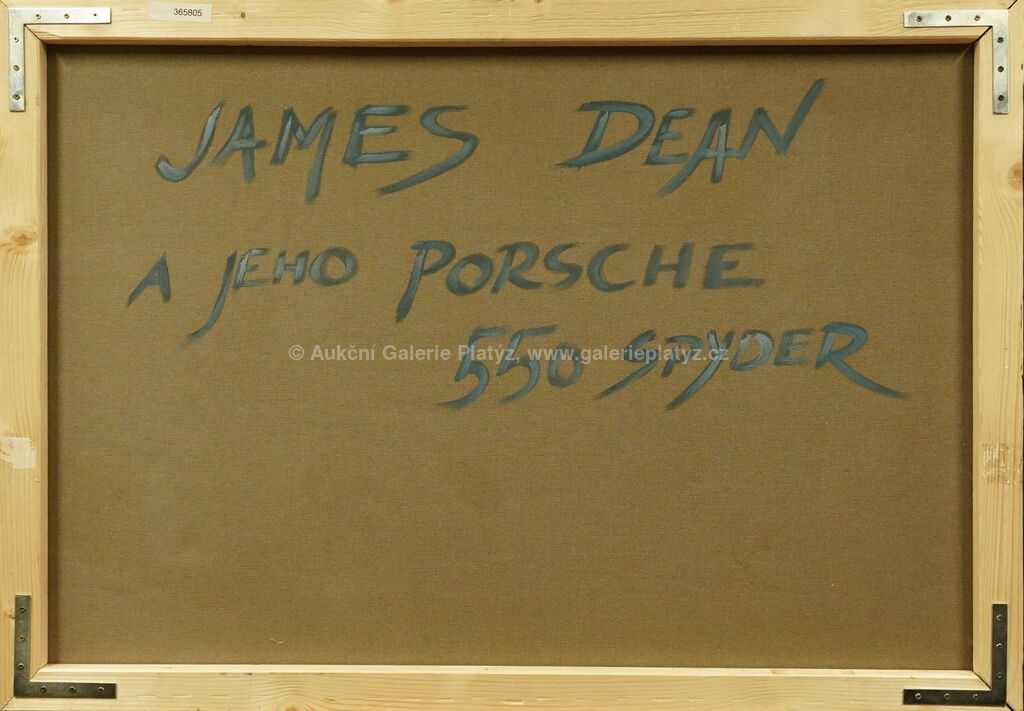 365805
JAMES DEAN
A JEHO PORSCHE
550 SPYDER
© Aukční Galerie Platýz, www.galerieplatyz.cz